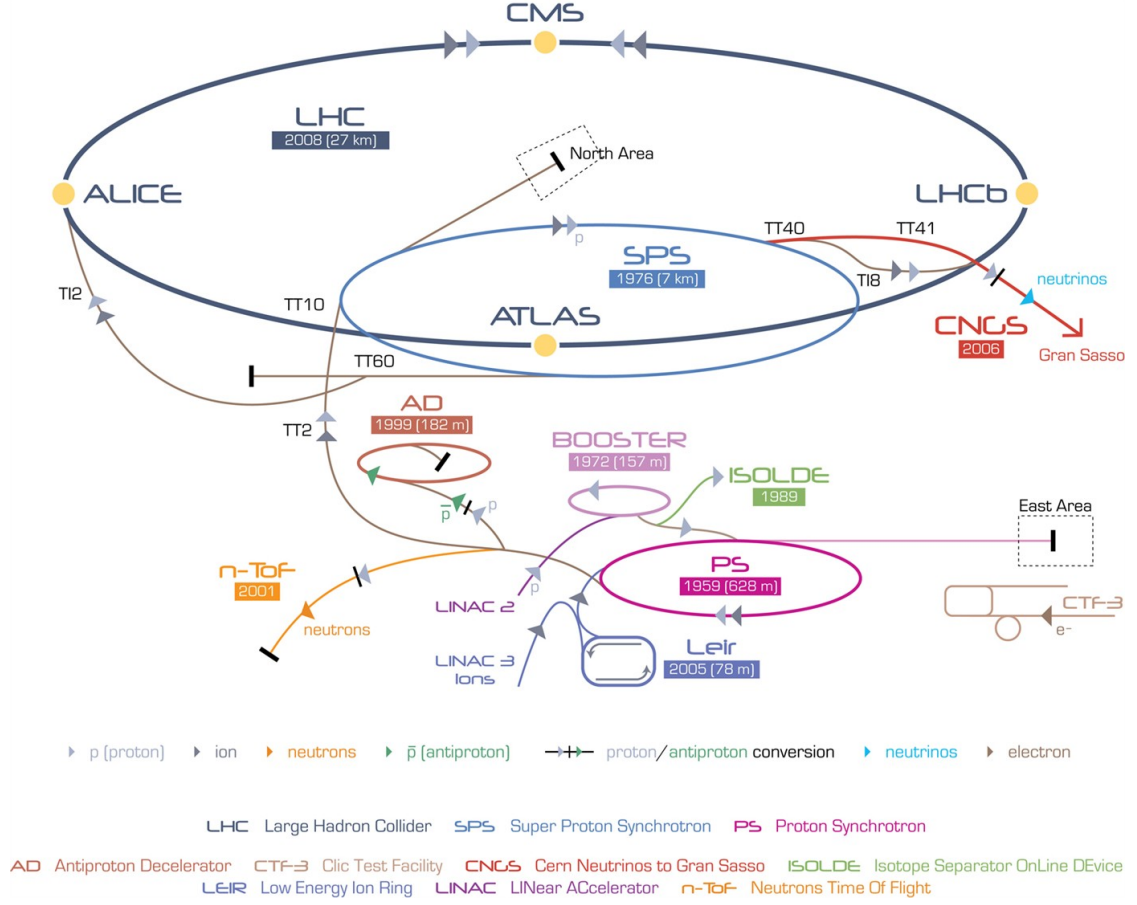 CMS
LHC
2008 (27 km)
North Area
ALICE
LHCb
TT40
TT41
p
SPS
1976 (7 km)
TI8
neutrinos
TI2
TT10
ATLAS
CNGS
2006
Gran Sasso
TT60
AD
1999 (182 m)
TT2
BOOSTER
1972 (157 m)
ISOLDE
1989
p̅
p
East Area
n-ToF
2001
PS
1959 (628 m)
p
LINAC 2
CTF3
e-
neutrons
LINAC 3
Ions
Leir
2005 (78 m)
p (proton)
ion
neutrons
p̅ (antiproton)
proton/antiproton conversion
neutrinos
electron
LHC Large Hadron Collider SPS Super Proton Synchrotron PS Proton Synchrotron
AD Antiproton Decelerator CTF-3 Clic Test Facility CNGS Cern Neutrinos to Gran Sasso ISOLDE Isotope Separator OnLine DEvice
LEIR Low Energy Ion Ring LINAC LINear ACcelerator n-ToF Neutrons Time Of Flight